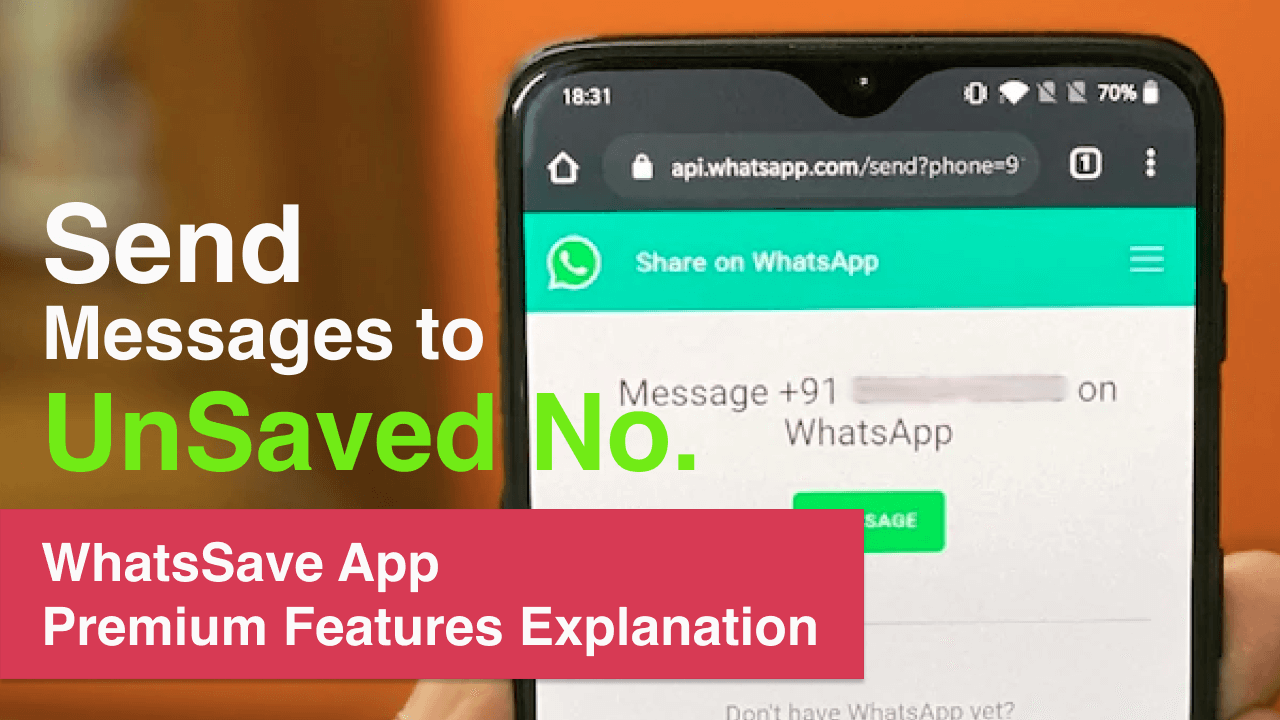 18:31
70%
api.whatsapp.com/send?phone=9
1
Share on WhatsApp
Send
Messages to
UnSaved No.
Message +91 on
WhatsApp
WhatsSave App
Premium Features Explanation
Don't have WhatsApp yet?